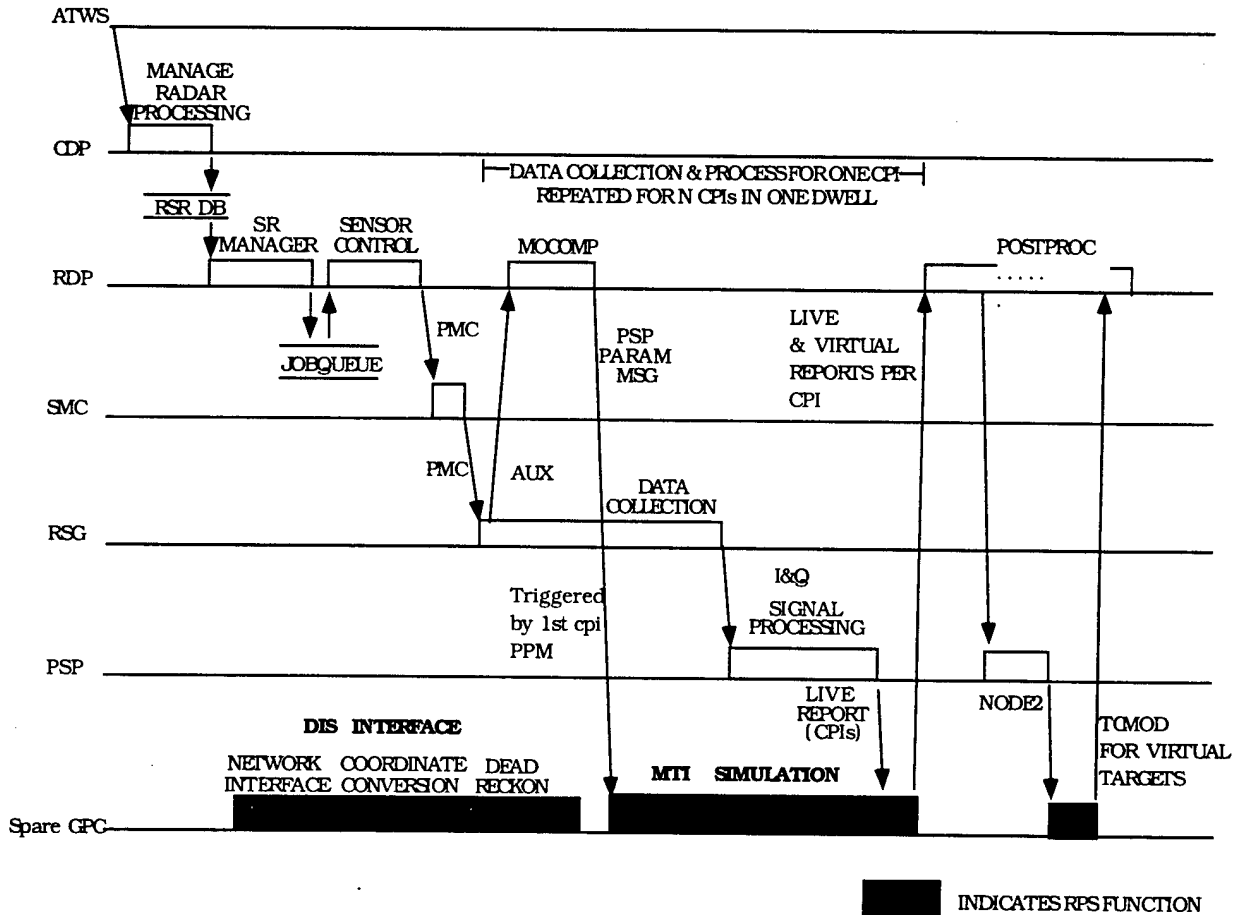 ATWS
MANAGE
RADAR
PROCESSING
CDP
DATA COLLECTION & PROCESS FOR ONE CPI
REPEATED FOR N CPIs IN ONE DWELL
RSR DB
SR
MANAGER
SENSOR
CONTROL
MOCOMP
POSTPROC
.....
RDP
JOBQUEUE
PMC
PSP
PARAM
MSG
LIVE
& VIRTUAL
REPORTS PER
CPI
SMC
PMC
AUX
DATA
COLLECTION
RSG
Triggered
by 1st cpi
PPM
I&Q
SIGNAL
PROCESSING
PSP
LIVE
REPORT
(CPIs)
NODE2
TCMOD
FOR VIRTUAL
TARGETS
DIS INTERFACE
NETWORK
INTERFACE
COORDINATE
CONVERSION
DEAD
RECKON
MTI SIMULATION
Spare GPC
INDICATES RPS FUNCTION